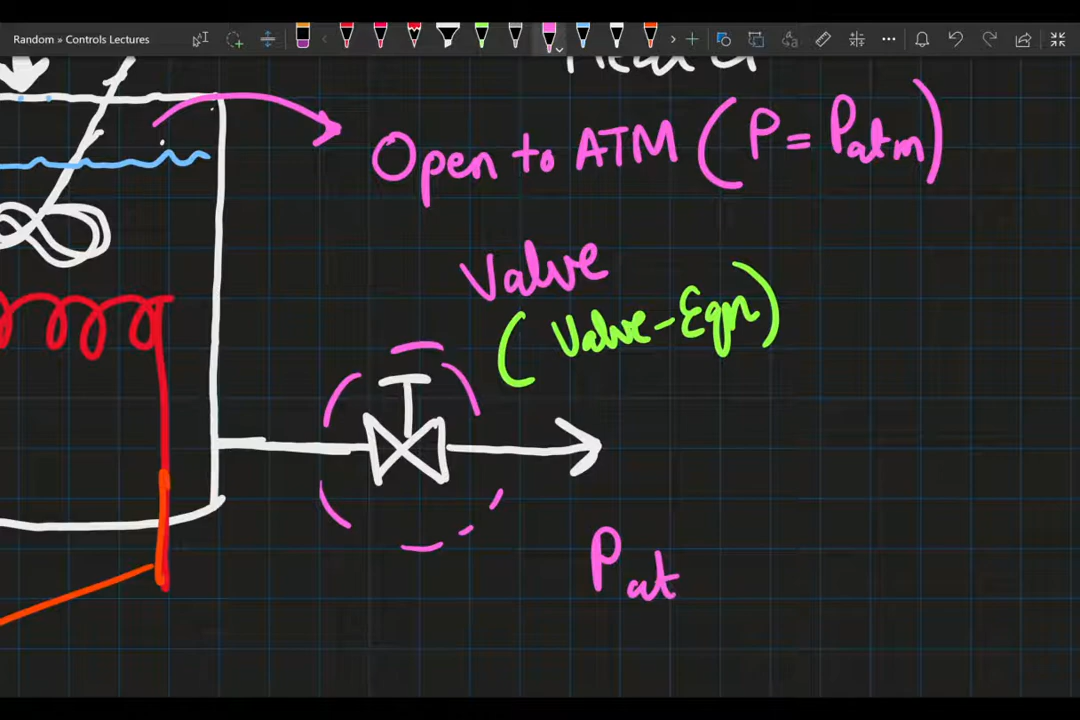 Random » Controls Lectures
Open to ATM (P = Patm)
Valve
(Valve-Eqn)
Pat